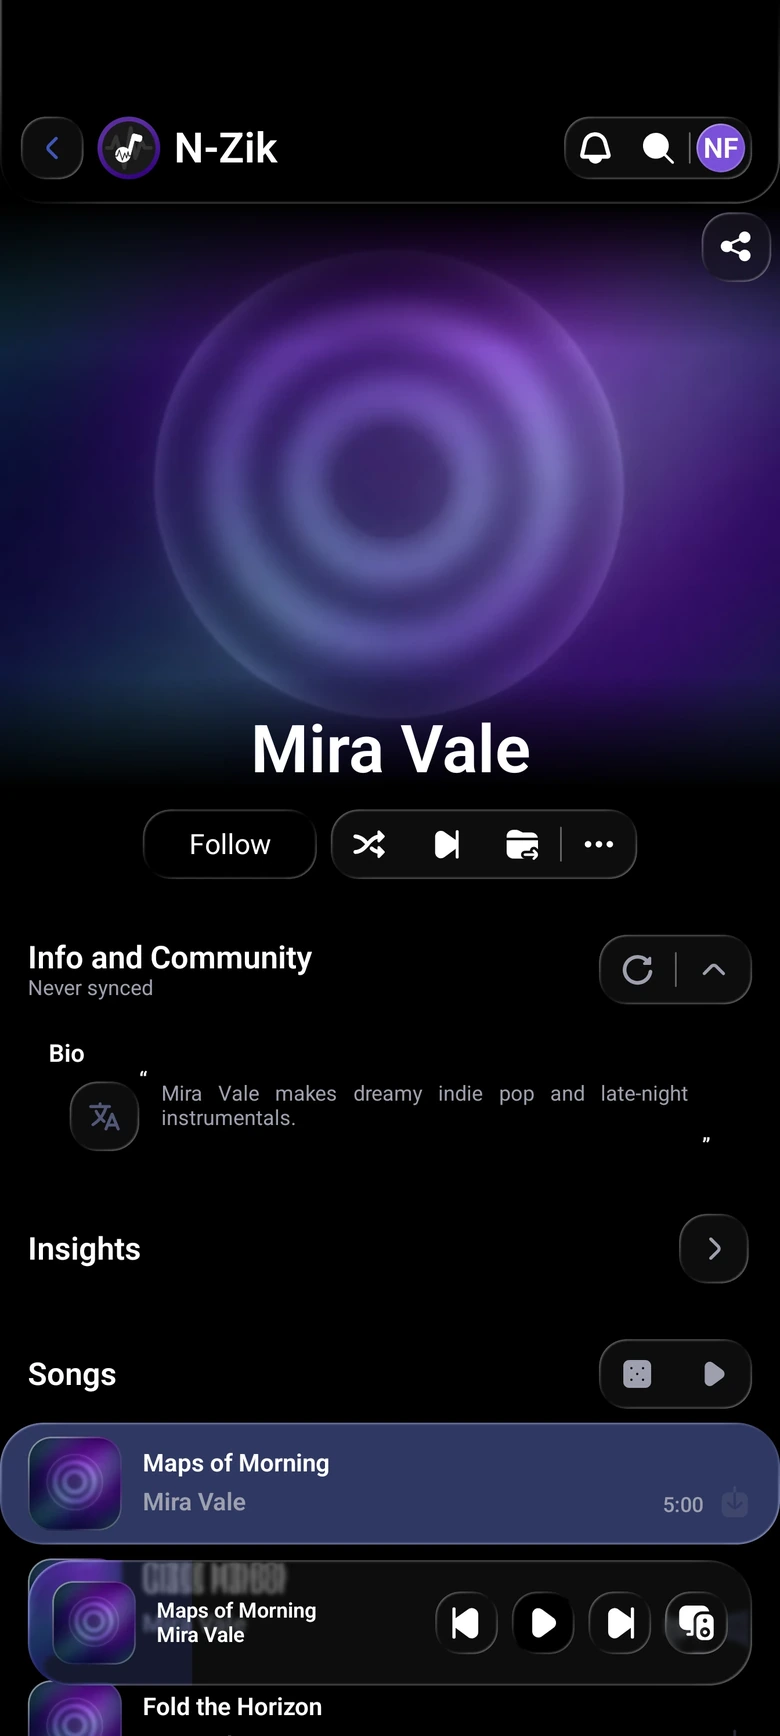 N-Zik
NF
Mira Vale
Follow
Info and Community
Never synced
Bio
“
Mira Vale makes dreamy indie pop and late-night
instrumentals.
”
Insights
Songs
Maps of Morning
Mira Vale
5:00
Maps of Morning
Mira Vale
Fold the Horizon